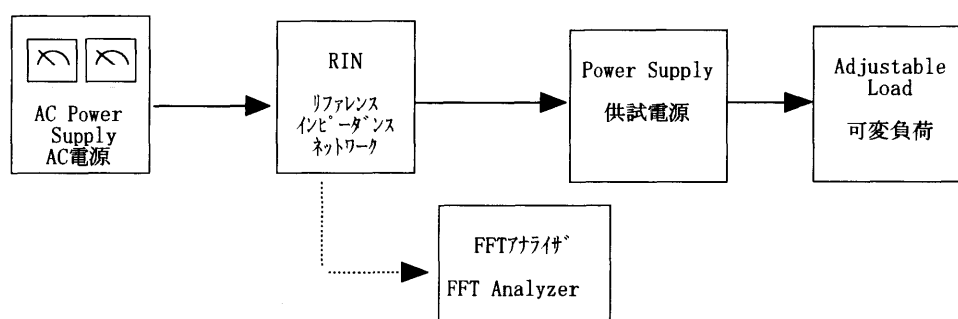 AC Power
Supply
AC電源
RIN
リファレンス
インピーダンス
ネットワーク
Power Supply
供試電源
Adjustable
Load
可変負荷
FFTアナライザ
FFT Analyzer